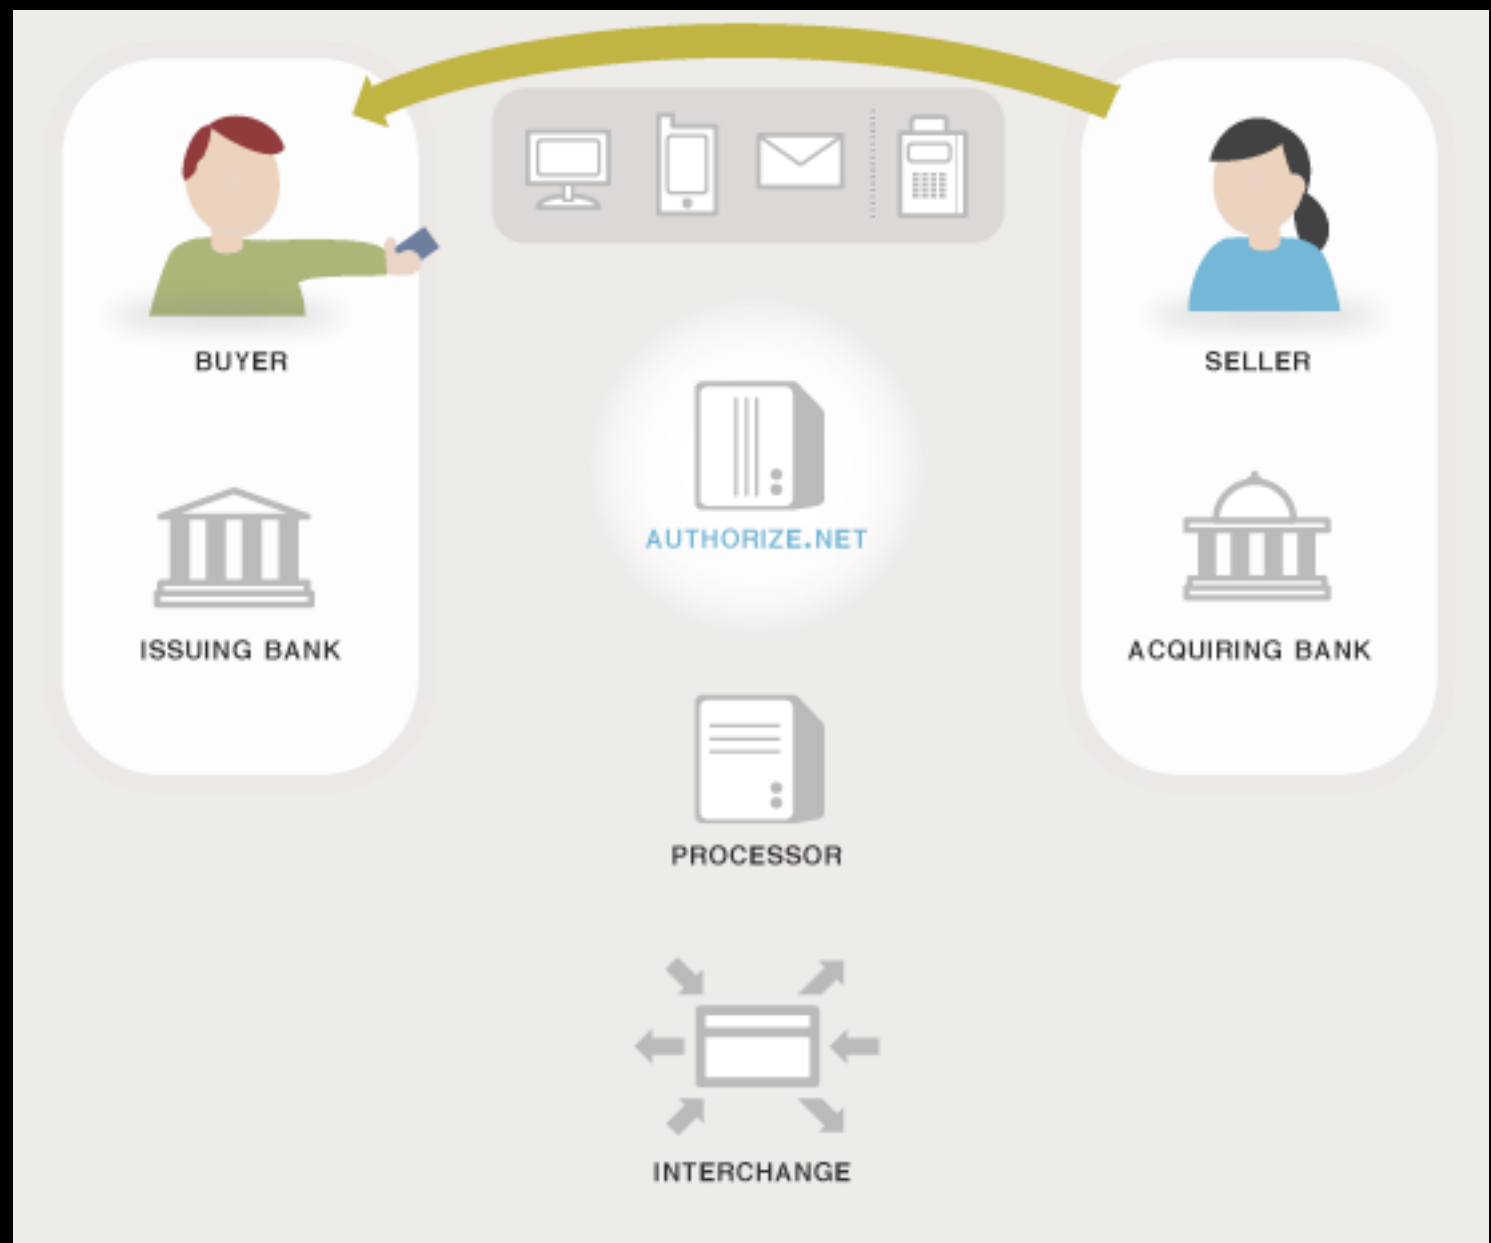 BUYER
SELLER
AUTHORIZE.NET
ISSUING BANK
ACQUIRING BANK
PROCESSOR
INTERCHANGE